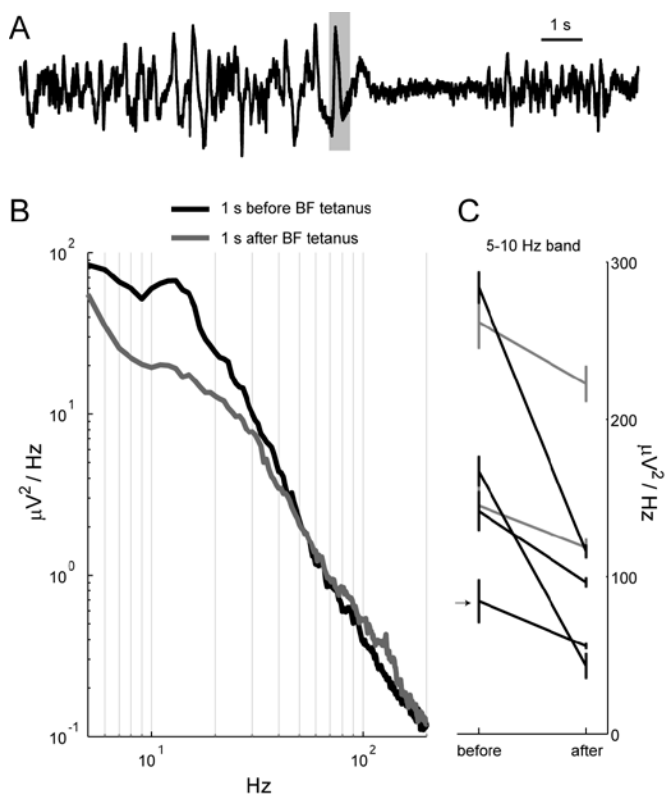 A
1 s
B
1 s before BF tetanus
1 s after BF tetanus
C
5-10 Hz band
10²
10¹
10⁰
10⁻¹
μV² / Hz
10¹
10²
Hz
300
200
100
0
μV² / Hz
before
after